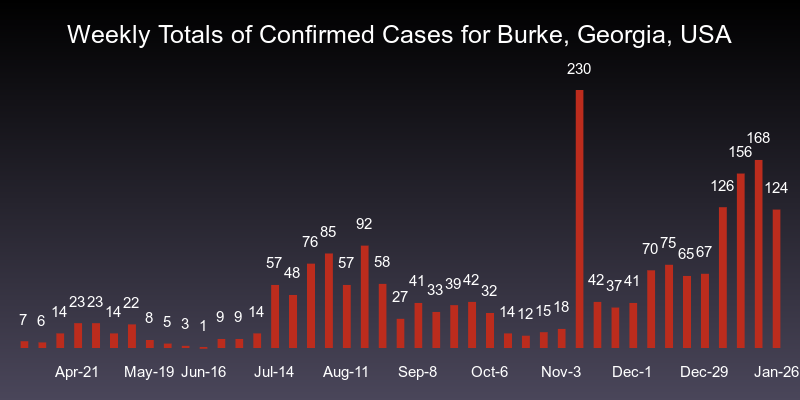 Weekly Totals of Confirmed Cases for Burke, Georgia, USA
7 6 14 23 23 14 22 8 5 3 1 9 9 14 57 48 76 85 57 92 58 27 41 33 39 42 32 14 12 15 18 230 42 37 41 70 75 65 67 126 156 168 124
Apr-21 May-19 Jun-16 Jul-14 Aug-11 Sep-8 Oct-6 Nov-3 Dec-1 Dec-29 Jan-26